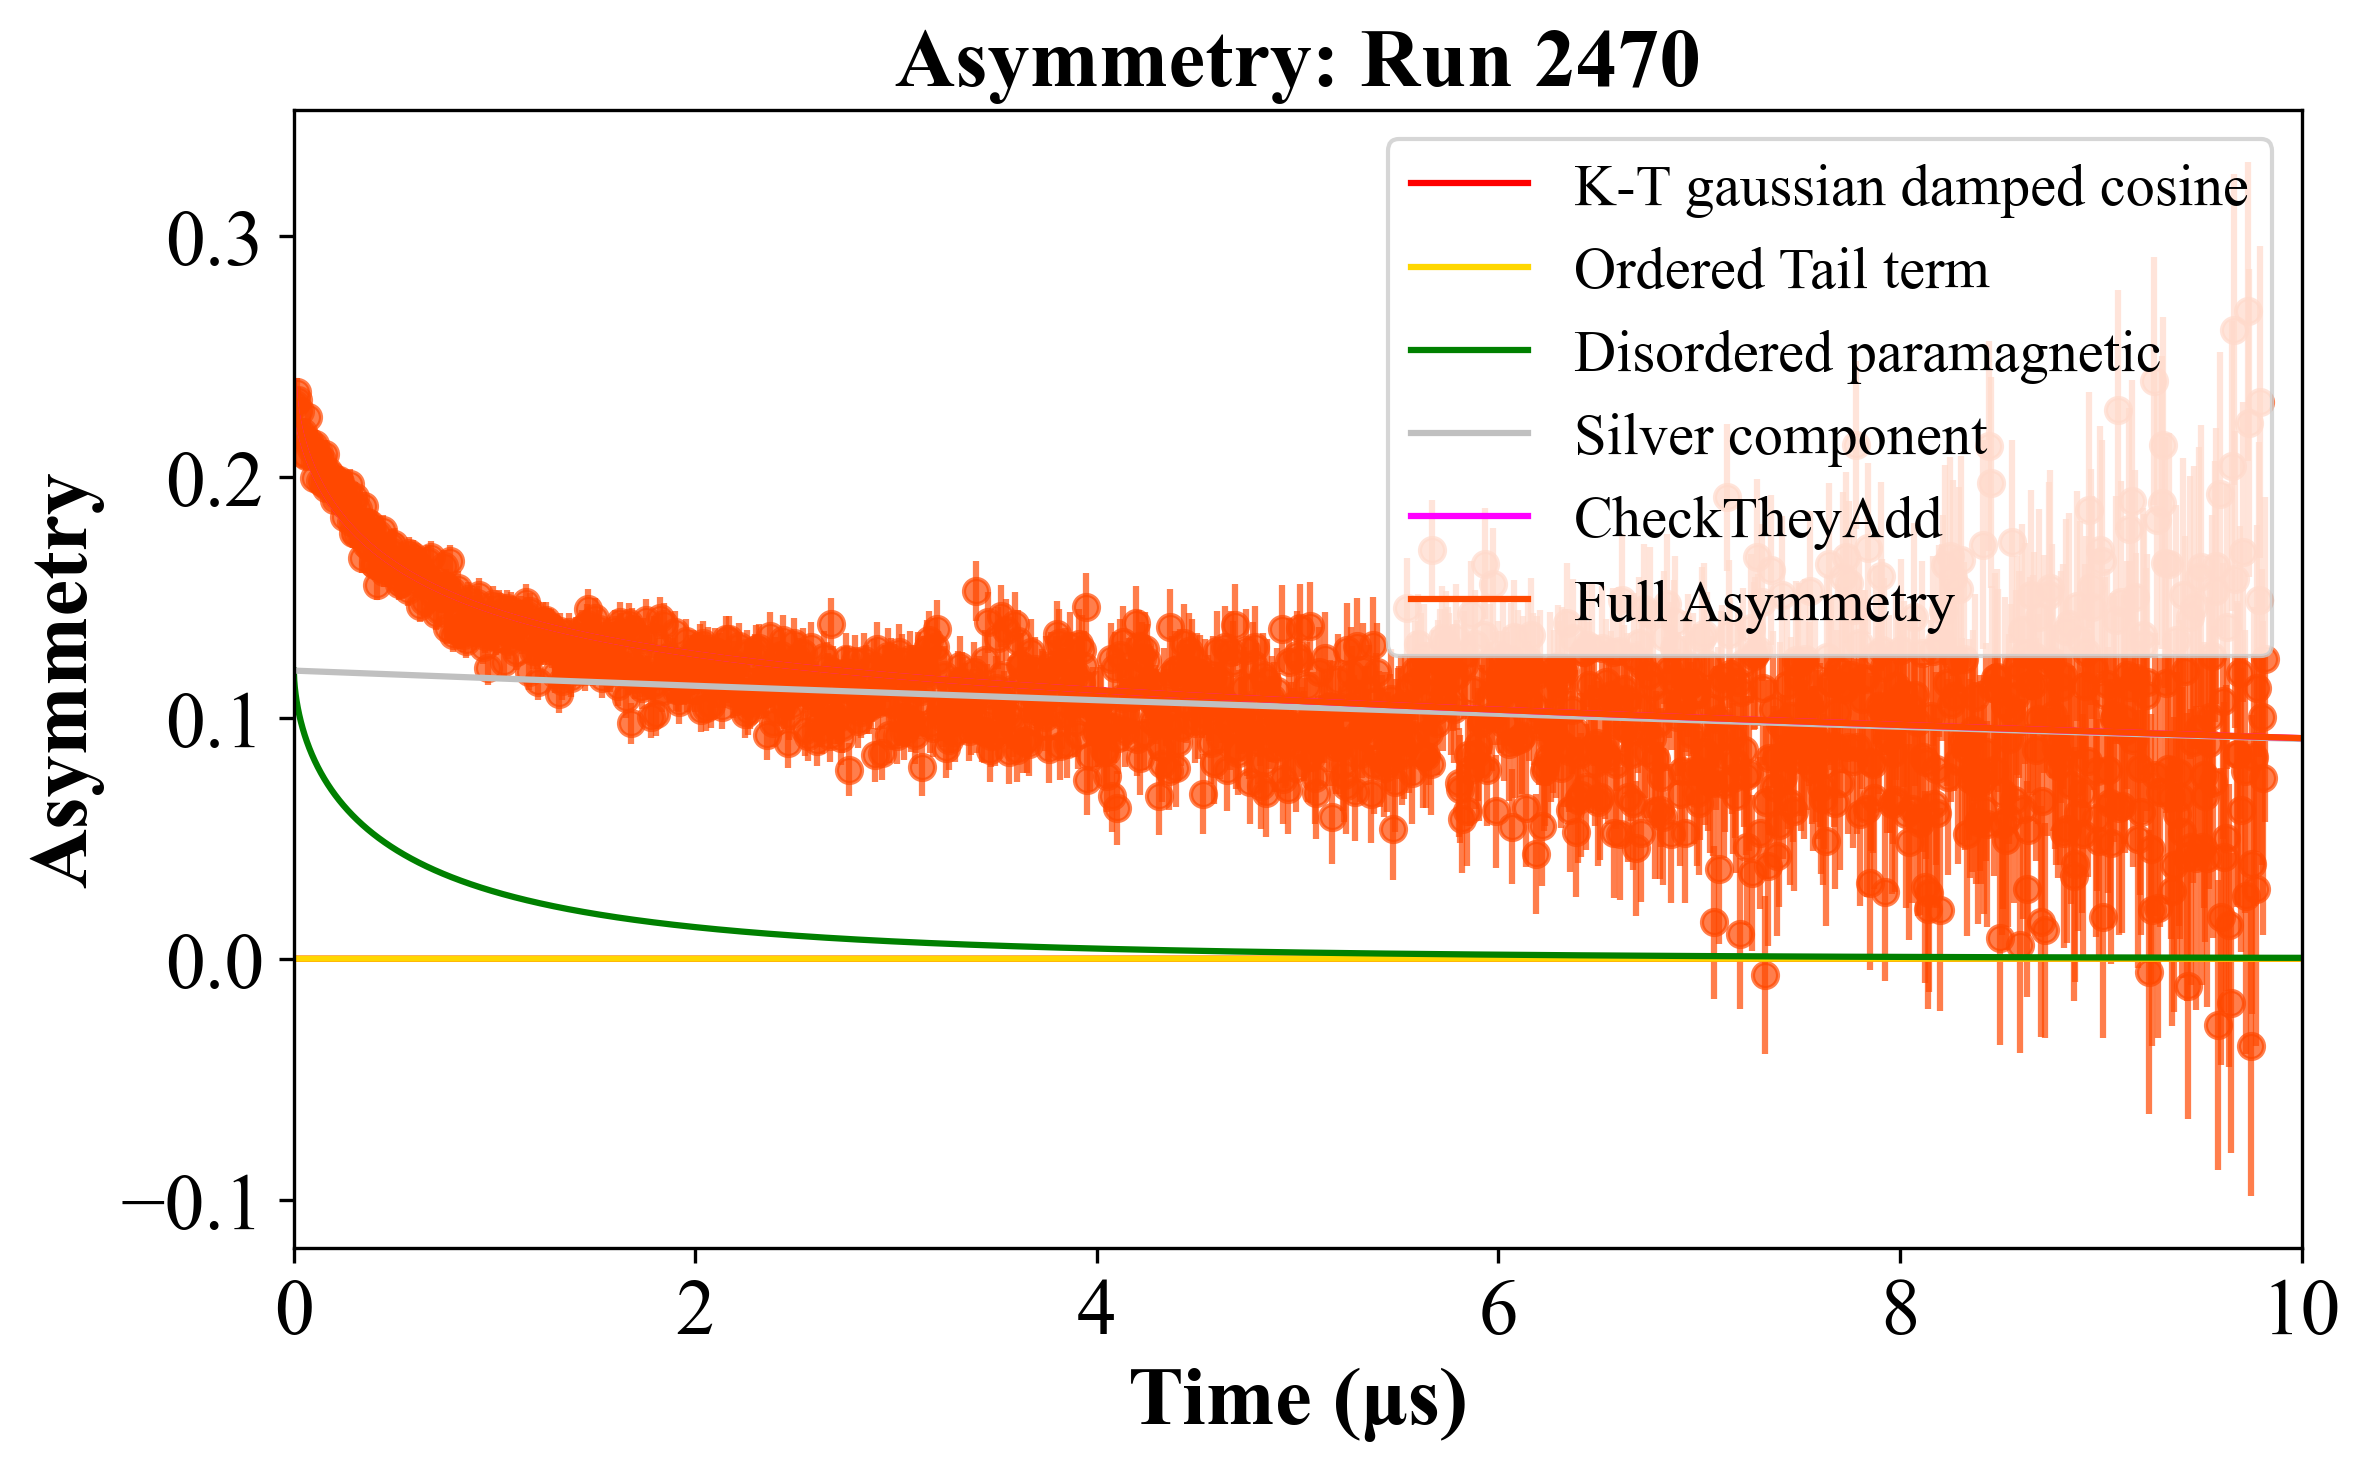 Asymmetry: Run 2470
K-T gaussian damped cosine
Ordered Tail term
Disordered paramagnetic
Silver component
CheckTheyAdd
Full Asymmetry
Asymmetry
0.3
0.2
0.1
0.0
−0.1
0 2 4 6 8 10
Time (μs)